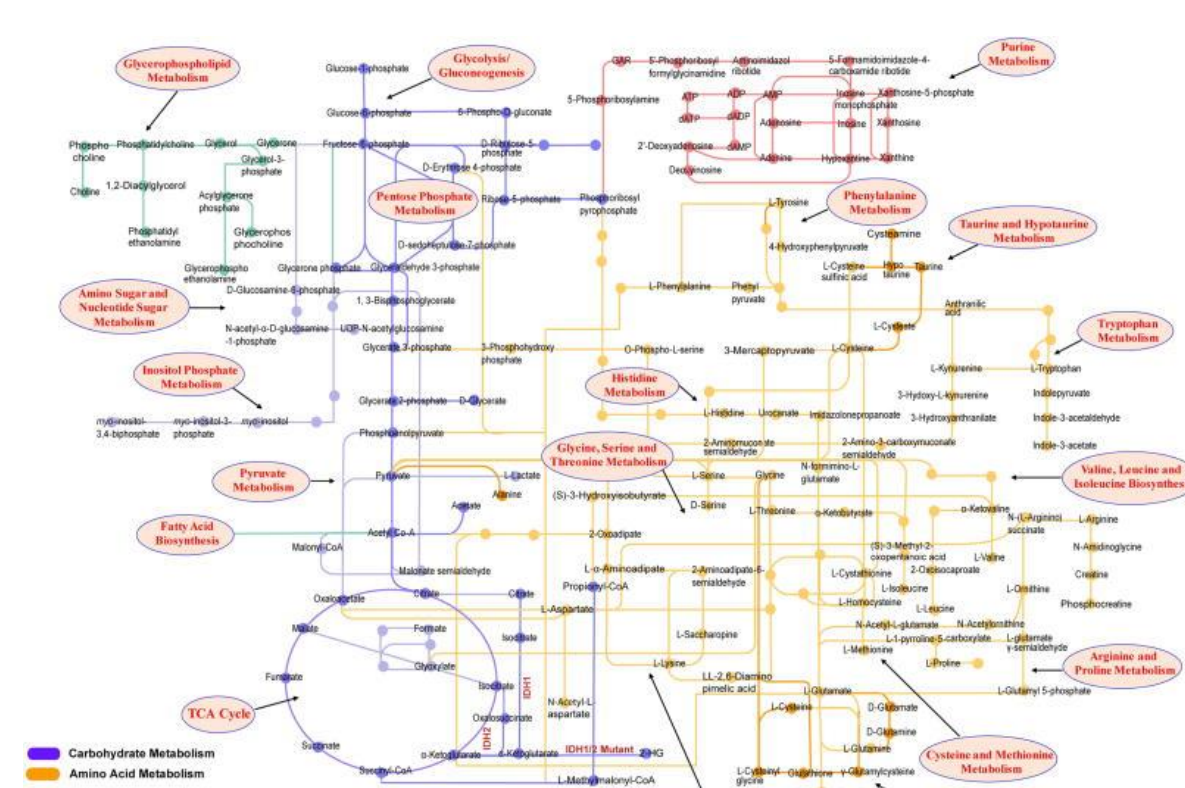 Glycerophospholipid
Metabolism
Glycolysis/
Gluconeogenesis
Purine
Metabolism
Glucose-1-phosphate
GAR
5'-Phosphoribosyl
formylglycinamidine
Aminoimidazol
ribotide
5-Formamidoimidazole-4-
carboxamide ribotide
5-Phosphoribosylamine
ATP
ADP
AMP
Inosine
monophosphate
Xanthosine-5-phosphate
Glucose-6-phosphate
6-Phospho-D-gluconate
dATP
dADP
Adenosine
Inosine
Xanthosine
Phospho
choline
Phosphatidylcholine
Glycerol
Glycerone
Fructose-6-phosphate
D-Ribulose-5-
phosphate
2'-Deoxyadenosine
dAMP
Adenine
Hypoxantine
Xanthine
Glycerol-3-
phosphate
D-Erythrose 4-phosphate
Deoxyinosine
Choline
1,2-Diacylglycerol
Acylglycerone
phosphate
Pentose Phosphate
Metabolism
Ribose-5-phosphate
Phosphoribosyl
pyrophosphate
L-Tyrosine
Phenylalanine
Metabolism
Phosphatidyl
ethanolamine
Glycerophos
phocholine
D-sedoheptulose-7-phosphate
4-Hydroxyphenylpyruvate
Cysteamine
Taurine and Hypotaurine
Metabolism
Glycerophospho
ethanolamine
Glycerone phosphate
Glyceraldehyde 3-phosphate
L-Cysteine
sulfinic acid
Hypo
taurine
Taurine
Amino Sugar and
Nucleotide Sugar
Metabolism
D-Glucosamine-6-phosphate
1, 3-Bisphosphoglycerate
L-Phenylalanine
Phenyl
pyruvate
Anthranilic
acid
N-acetyl-α-D-glucosamine
-1-phosphate
UDP-N-acetylglucosamine
L-Cysteate
Tryptophan
Metabolism
Glycerate 3-phosphate
3-Phosphohydroxy
phosphate
O-Phospho-L-serine
3-Mercaptopyruvate
L-Cysteine
Inositol Phosphate
Metabolism
Histidine
Metabolism
L-Kynurenine
L-Tryptophan
Glycerate 2-phosphate
D-Glycerate
3-Hydoxy-L-kynurenine
Indolepyruvate
myo-inositol-
3,4-biphosphate
myo-inositol-3-
phosphate
myo-inositol
L-Histidine
Urocanate
Imidazolonepropanoate
3-Hydroxyanthranilate
Indole-3-acetaldehyde
Phosphoenolpyruvate
Glycine, Serine and
Threonine Metabolism
2-Aminomuconate
semialdehyde
2-Amino-3-carboxymuconate
semialdehyde
Indole-3-acetate
Pyruvate
Metabolism
Pyruvate
L-Lactate
L-Serine
Glycine
N-formimino-L-
glutamate
Valine, Leucine and
Isoleucine Biosynthes
Alanine
(S)-3-Hydroxyisobutyrate
Acetate
D-Serine
L-Threonine
α-Ketobutyrate
α-Ketovaline
N-(L-Arginino)
succinate
L-Arginine
Fatty Acid
Biosynthesis
Acetyl Co-A
2-Oxoadipate
Malonyl-CoA
(S)-3-Methyl-2-
oxopentanoic acid
L-Valine
N-Amidinoglycine
Malonate semialdehyde
L-α-Aminoadipate
2-Aminoadipate-6-
semialdehyde
L-Cystathionine
2-Oxisocaproate
Creatine
Propionyl-CoA
L-Isoleucine
L-Ornithine
Oxaloacetate
Citrate
Citrate
L-Aspartate
L-Homocysteine
L-Leucine
Phosphocreatine
Malate
Formate
Isocitrate
L-Saccharopine
N-Acetyl-L-glutamate
N-Acetylornithine
L-1-pyrroline-5-carboxylate
L-glutamate
γ-semialdehyde
L-Methionine
Glyoxylate
L-Lysine
L-Proline
Arginine and
Proline Metabolism
Fumarate
Isocitrate
IDH1
LL-2,6-Diamino
pimelic acid
L-Glutamate
L-Glutamyl 5-phosphate
TCA Cycle
Oxalosuccinate
N-Acetyl-L-
aspartate
L-Cysteine
D-Glutamate
D-Glutamine
Succinate
α-Ketoglutarate
IDH2
α-Ketoglutarate
IDH1/2 Mutant
2-HG
L-Glutamine
Cysteine and Methionine
Metabolism
Carbohydrate Metabolism
Amino Acid Metabolism
Succinyl-CoA
L-Methylmalonyl-CoA
L-Cysteinyl
glycine
Glutathione
γ-Glutamylcysteine